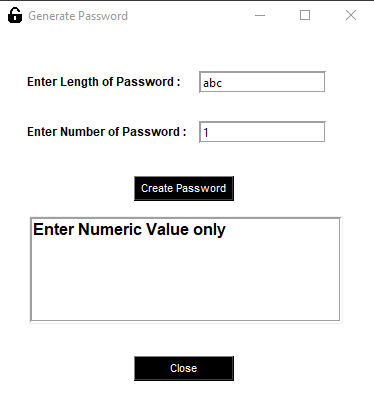 Generate Password
Enter Length of Password :
abc
Enter Number of Password :
1
Create Password
Enter Numeric Value only
Close